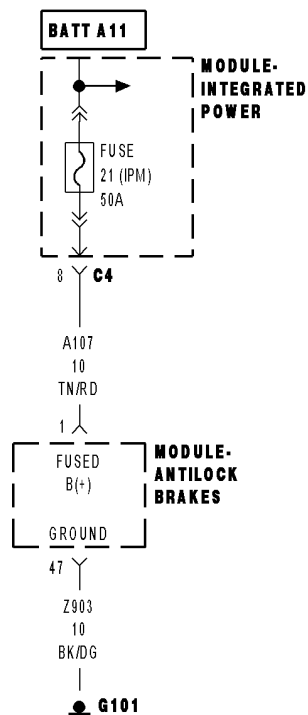 BATT A11
MODULE-
INTEGRATED
POWER
FUSE
21 (IPM)
50A
8 C4
A107
10
TN/RD
1
FUSED
B(+)
MODULE-
ANTILOCK
BRAKES
GROUND
47
Z903
10
BK/DG
G101